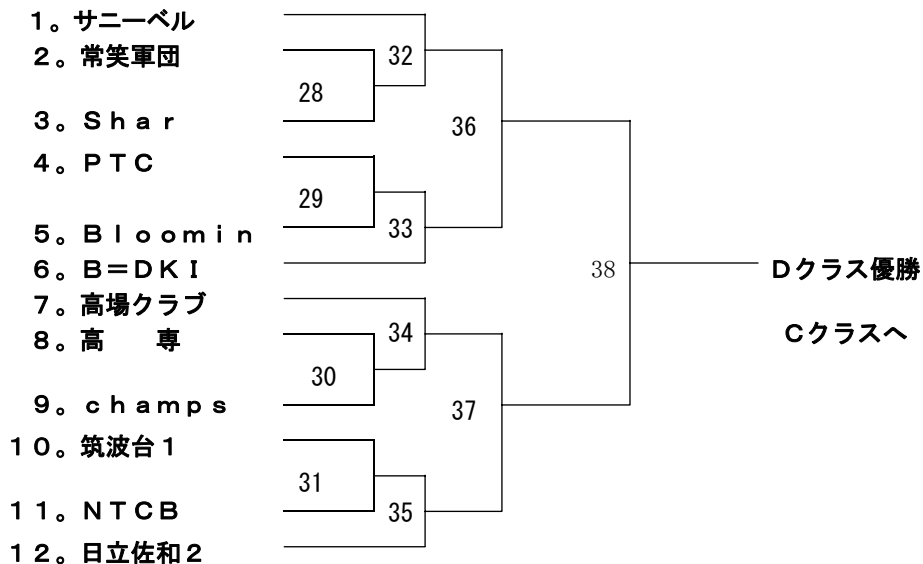 １。サニーベル
32
２。常笑軍団
28
３。Ｓｈａｒ
36
４。ＰＴＣ
29
33
５。Ｂｌｏｏｍｉｎ
６。Ｂ＝ＤＫＩ
38
Ｄクラス優勝
７。高場クラブ
34
Ｃクラスへ
８。高　　専
30
９。ｃｈａｍｐｓ
37
１０。筑波台１
31
１１。ＮＴＣＢ
35
１２。日立佐和２